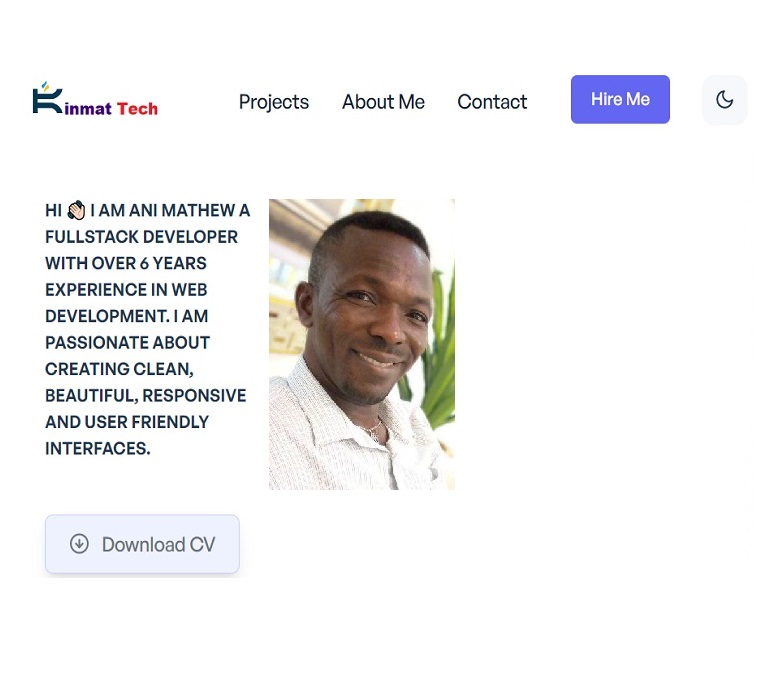 Kinmat Tech
Projects
About Me
Contact
Hire Me
HI 👋🏻 I AM ANI MATHEW A
FULLSTACK DEVELOPER
WITH OVER 6 YEARS
EXPERIENCE IN WEB
DEVELOPMENT. I AM
PASSIONATE ABOUT
CREATING CLEAN,
BEAUTIFUL, RESPONSIVE
AND USER FRIENDLY
INTERFACES.
Download CV